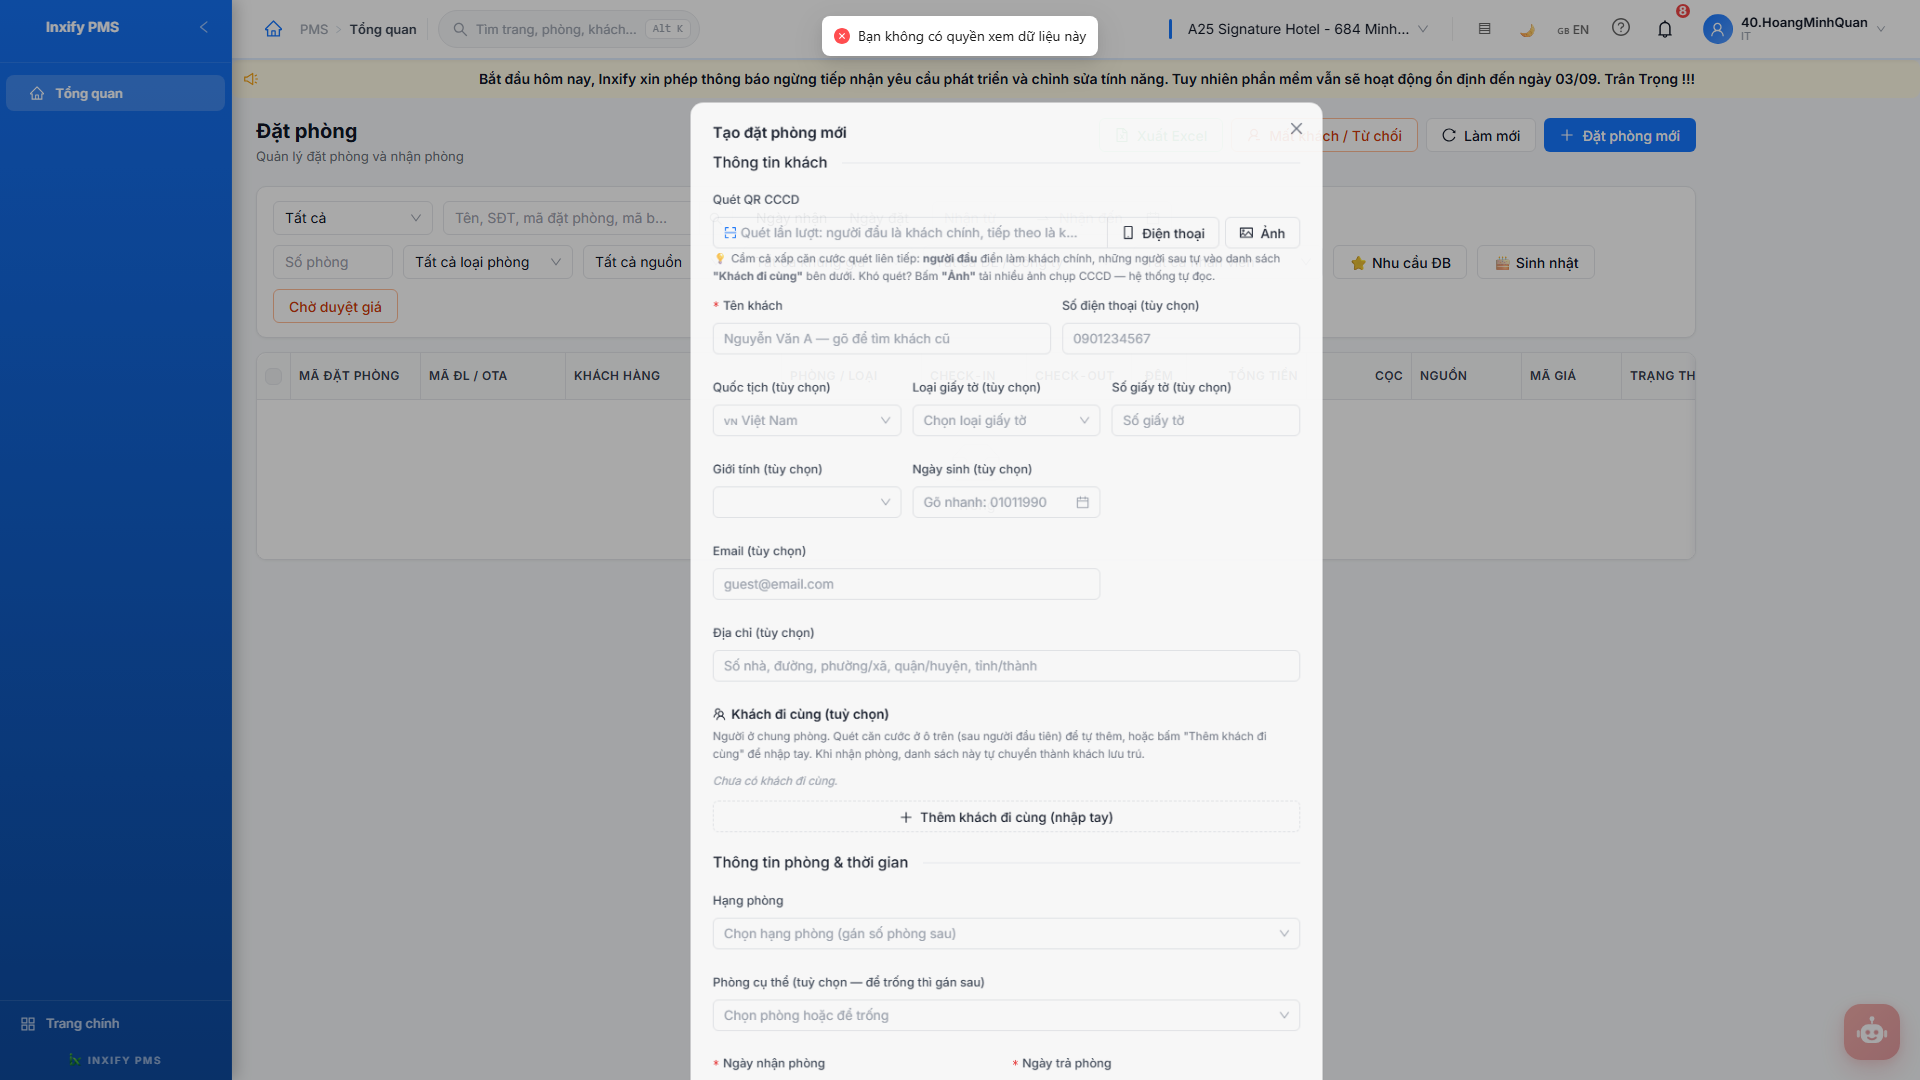 Inxify PMS
PMS
Tổng quan
Tìm trang, phòng, khách...
Alt K
Bạn không có quyền xem dữ liệu này
A25 Signature Hotel - 684 Minh...
GB EN
8
40.HoangMinhQuan
IT
Tổng quan
Bắt đầu hôm nay, Inxify xin phép thông báo ngừng tiếp nhận yêu cầu phát triển và chỉnh sửa tính năng. Tuy nhiên phần mềm vẫn sẽ hoạt động ổn định đến ngày 03/09. Trân Trọng !!!
Đặt phòng
Quản lý đặt phòng và nhận phòng
Xuất Excel
Mất khách / Từ chối
Làm mới
Đặt phòng mới
Tất cả
Tên, SĐT, mã đặt phòng, mã b...
Số phòng
Tất cả loại phòng
Tất cả nguồn
Nhu cầu ĐB
Sinh nhật
Chờ duyệt giá
MÃ ĐẶT PHÒNG
MÃ ĐL / OTA
KHÁCH HÀNG
PHÒNG / LOẠI
CHECK-IN
CHECK-OUT
ĐÊM
TỔNG TIỀN
CỌC
NGUỒN
MÃ GIÁ
TRẠNG TH
Tạo đặt phòng mới
Thông tin khách
Quét QR CCCD
Quét lần lượt: người đầu là khách chính, tiếp theo là k...
Điện thoại
Ảnh
Cầm cả xấp căn cước quét liên tiếp: người đầu điền làm khách chính, những người sau tự vào danh sách
"Khách đi cùng" bên dưới. Khó quét? Bấm "Ảnh" tải nhiều ảnh chụp CCCD — hệ thống tự đọc.
* Tên khách
Số điện thoại (tùy chọn)
Nguyễn Văn A — gõ để tìm khách cũ
0901234567
Quốc tịch (tùy chọn)
Loại giấy tờ (tùy chọn)
Số giấy tờ (tùy chọn)
VN Việt Nam
Chọn loại giấy tờ
Số giấy tờ
Giới tính (tùy chọn)
Ngày sinh (tùy chọn)
Gõ nhanh: 01011990
Email (tùy chọn)
guest@email.com
Địa chỉ (tùy chọn)
Số nhà, đường, phường/xã, quận/huyện, tỉnh/thành
Khách đi cùng (tuỳ chọn)
Người ở chung phòng. Quét căn cước ở ô trên (sau người đầu tiên) để tự thêm, hoặc bấm "Thêm khách đi
cùng" để nhập tay. Khi nhận phòng, danh sách này tự chuyển thành khách lưu trú.
Chưa có khách đi cùng.
Thêm khách đi cùng (nhập tay)
Thông tin phòng & thời gian
Hạng phòng
Chọn hạng phòng (gán số phòng sau)
Phòng cụ thể (tuỳ chọn — để trống thì gán sau)
Chọn phòng hoặc để trống
* Ngày nhận phòng
* Ngày trả phòng
Trang chính
INXIFY PMS